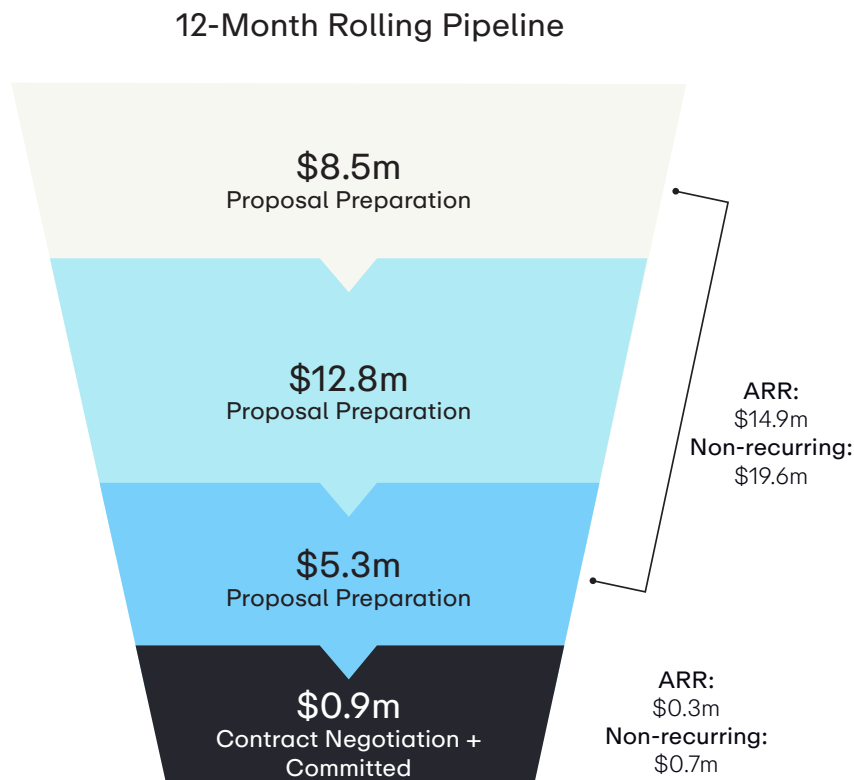 12-Month Rolling Pipeline
$8.5m
Proposal Preparation
$12.8m
Proposal Preparation
ARR:
$14.9m
Non-recurring:
$19.6m
$5.3m
Proposal Preparation
$0.9m
Contract Negotiation +
Committed
ARR:
$0.3m
Non-recurring:
$0.7m